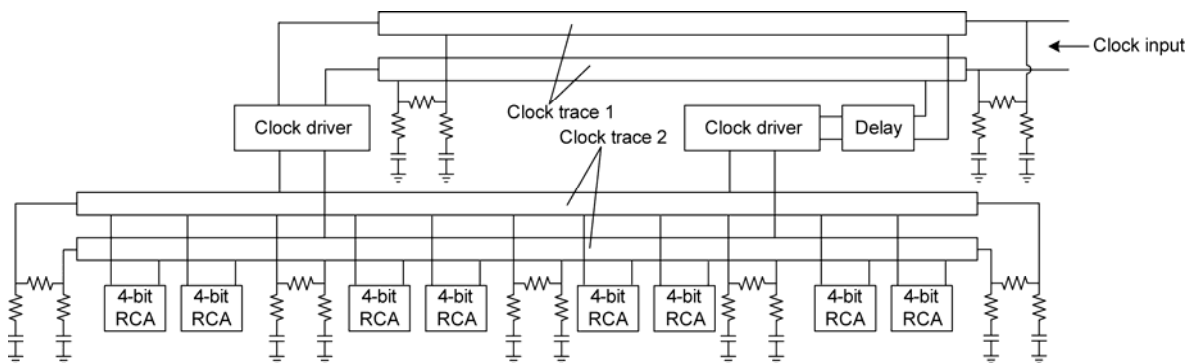 Clock input
Clock trace 1
Clock driver
Clock driver
Delay
Clock trace 2
4-bit
RCA
4-bit
RCA
4-bit
RCA
4-bit
RCA
4-bit
RCA
4-bit
RCA
4-bit
RCA
4-bit
RCA